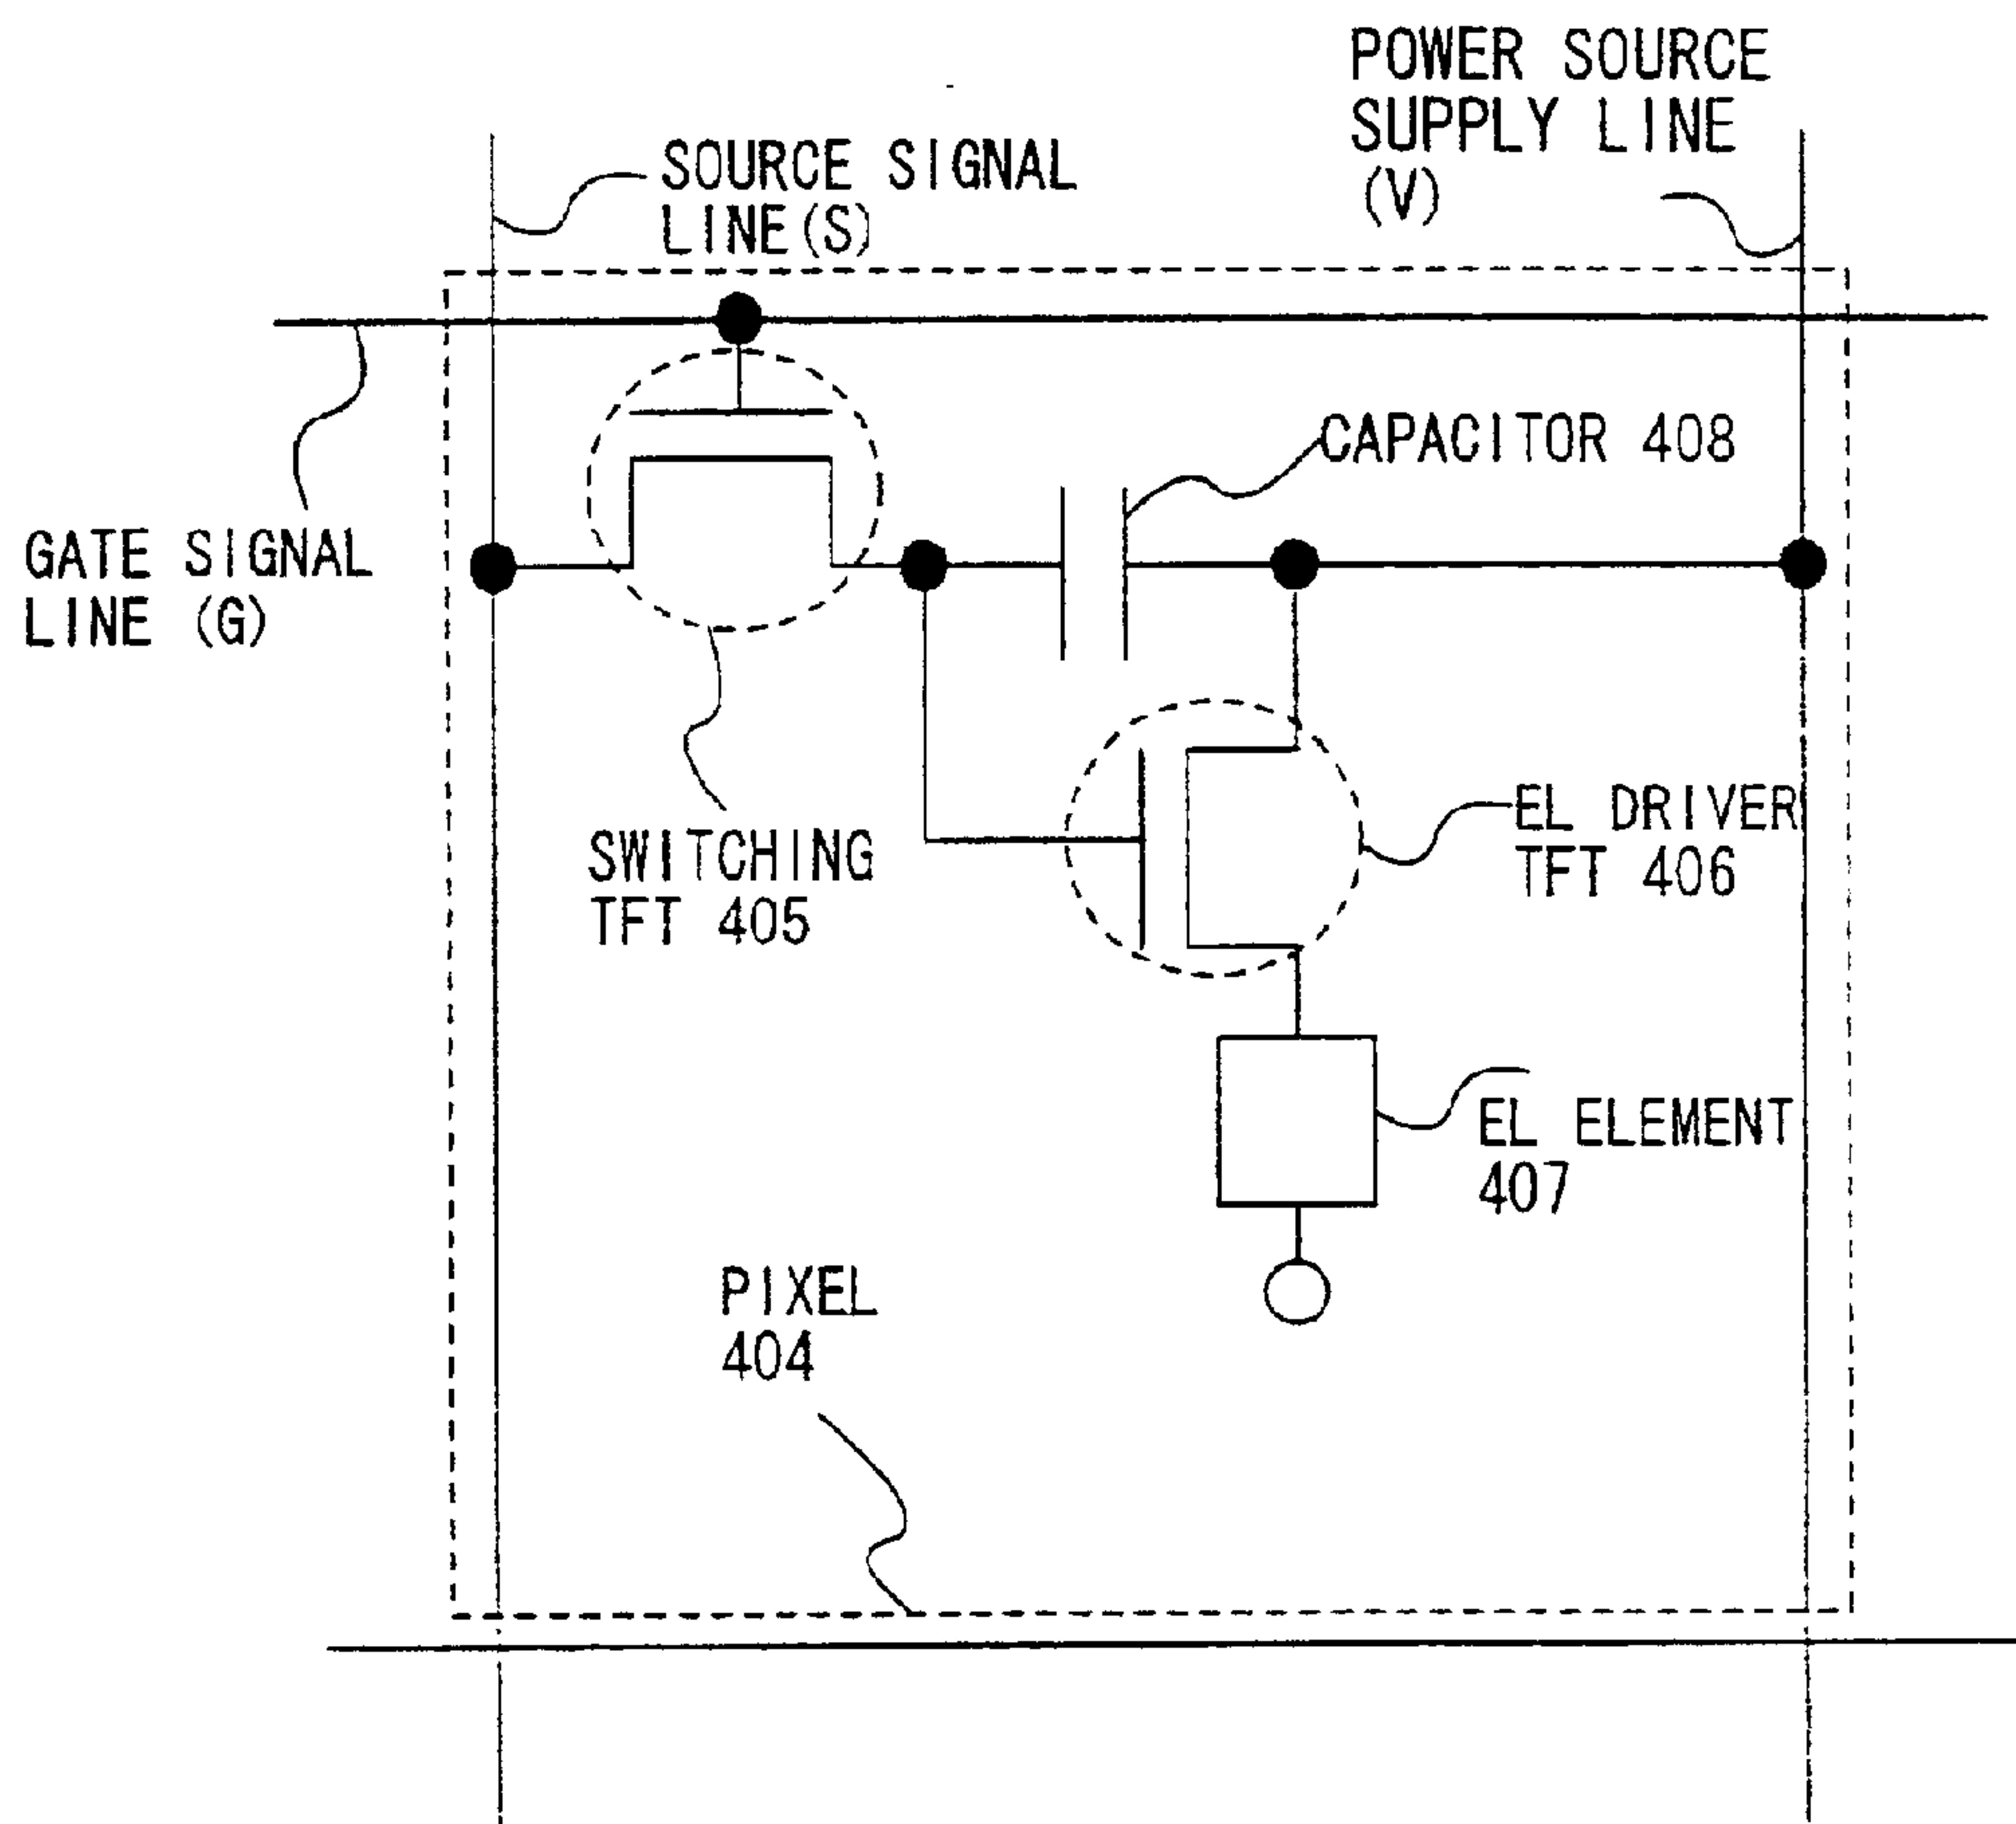 POWER SOURCE
SUPPLY LINE
(V)
SOURCE SIGNAL
LINE(S)
CAPACITOR 408
GATE SIGNAL
LINE (G)
EL DRIVER
TFT 406
SWITCHING
TFT 405
EL ELEMENT
407
PIXEL
404